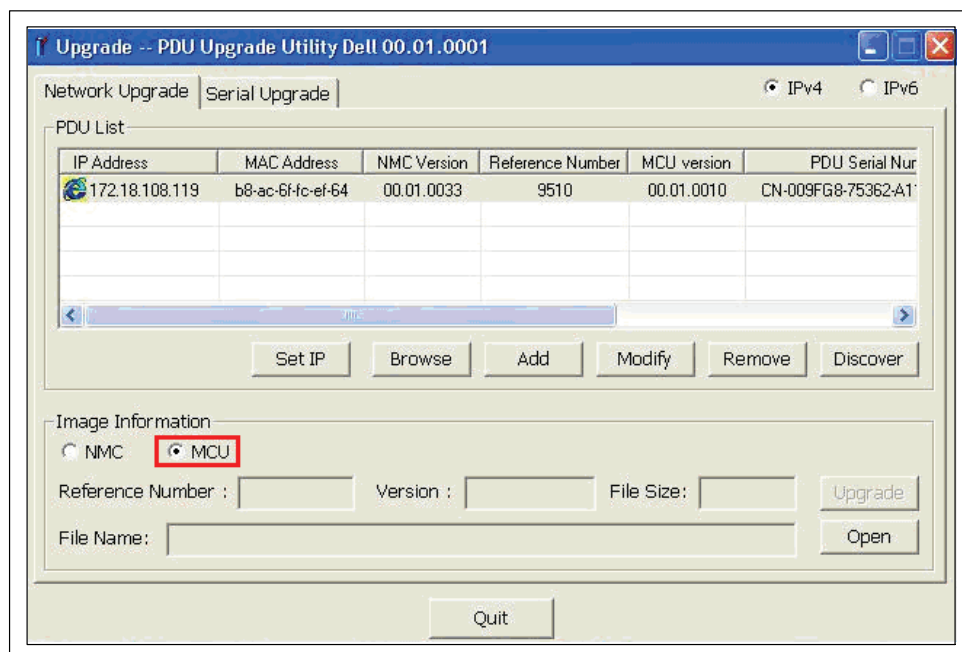 Upgrade -- PDU Upgrade Utility Dell 00.01.0001
Network Upgrade Serial Upgrade IPv4 IPv6
PDU List
IP Address MAC Address NMC Version Reference Number MCU version PDU Serial Nur
172.18.108.119 b8-ac-6f-fc-ef-64 00.01.0033 9510 00.01.0010 CN-009FG8-75362-A1
Set IP Browse Add Modify Remove Discover
Image Information
NMC MCU
Reference Number : Version : File Size: Upgrade
File Name: Open
Quit